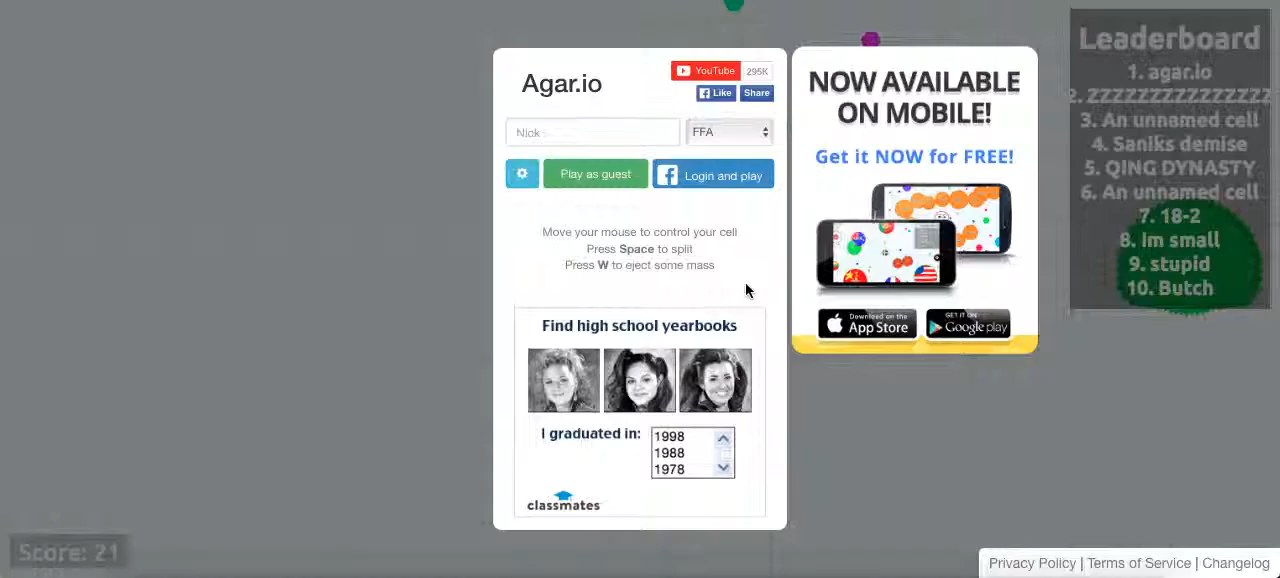 Agar.io
YouTube 295K
Like Share
Nick
FFA
Play as guest
Login and play
Move your mouse to control your cell
Press Space to split
Press W to eject some mass
Find high school yearbooks
I graduated in:
1998
1988
1978
classmates
NOW AVAILABLE
ON MOBILE!
Get it NOW for FREE!
Download on the
App Store
GET IT ON
Google play
Leaderboard
1. agar.io
2. ZZZZZZZZZZZZZZZ
3. An unnamed cell
4. Saniks demise
5. QING DYNASTY
6. An unnamed cell
7. 18-2
8. Im small
9. stupid
10. Butch
Score: 21
Privacy Policy | Terms of Service | Changelog